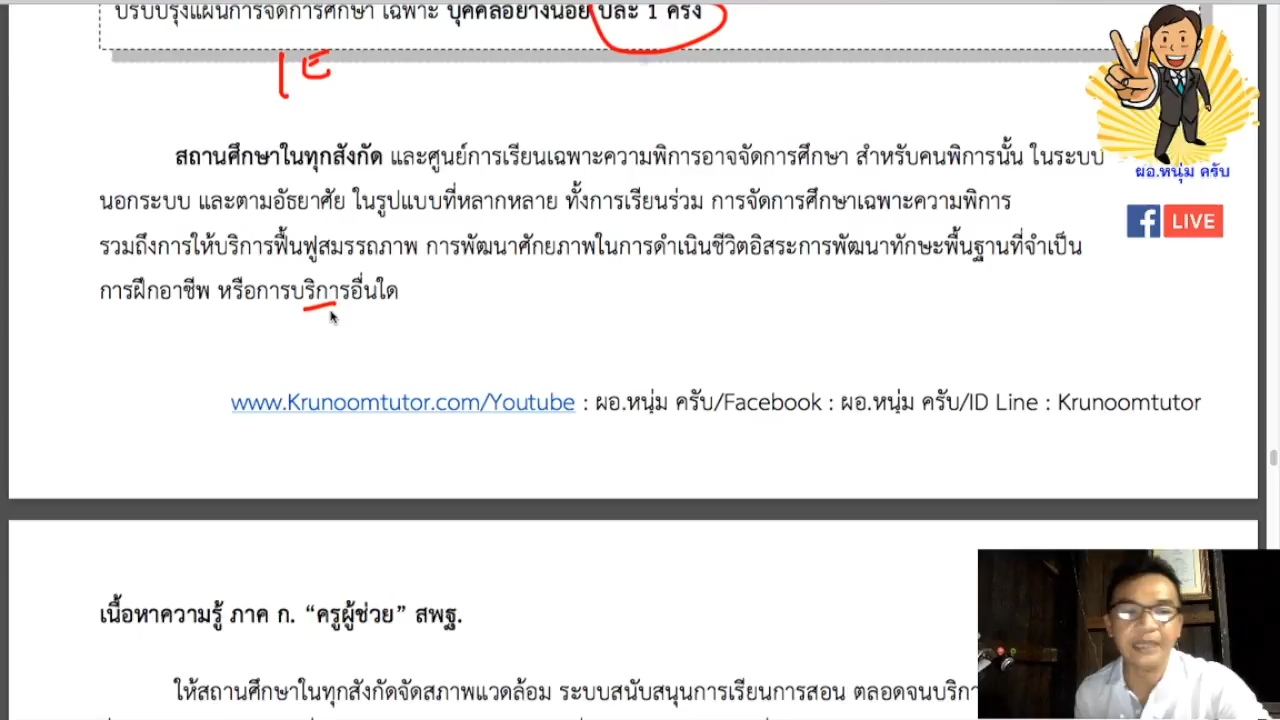 ปรับปรุงแผนการจัดการศึกษา เฉพาะ บุคคลอย่างน้อย ปีละ 1 ครั้ง
IE
สถานศึกษาในทุกสังกัด และศูนย์การเรียนเฉพาะความพิการอาจจัดการศึกษา สำหรับคนพิการนั้น ในระบบ
นอกระบบ และตามอัธยาศัย ในรูปแบบที่หลากหลาย ทั้งการเรียนร่วม การจัดการศึกษาเฉพาะความพิการ
รวมถึงการให้บริการฟื้นฟูสมรรถภาพ การพัฒนาศักยภาพในการดำเนินชีวิตอิสระการพัฒนาทักษะพื้นฐานที่จำเป็น
การฝึกอาชีพ หรือการบริการอื่นใด
ผอ.หนุ่ม ครับ
LIVE
www.Krunoomtutor.com/Youtube : ผอ.หนุ่ม ครับ/Facebook : ผอ.หนุ่ม ครับ/ID Line : Krunoomtutor
เนื้อหาความรู้ ภาค ก. “ครูผู้ช่วย” สพฐ.
ให้สถานศึกษาในทุกสังกัดจัดสภาพแวดล้อม ระบบสนับสนุนการเรียนการสอน ตลอดจนบริกา